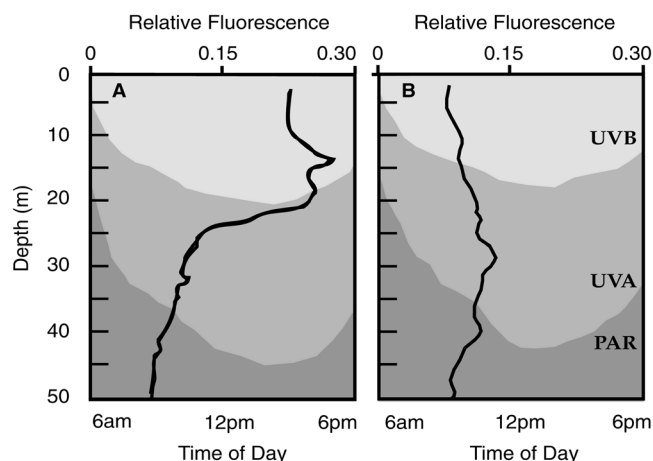 Relative Fluorescence Relative Fluorescence
0 0.15 0.30 0.15 0.30
0
A B
10
UVB
20
Depth (m)
30
UVA
40
PAR
50
6am 12pm 6pm 6am 12pm 6pm
Time of Day Time of Day